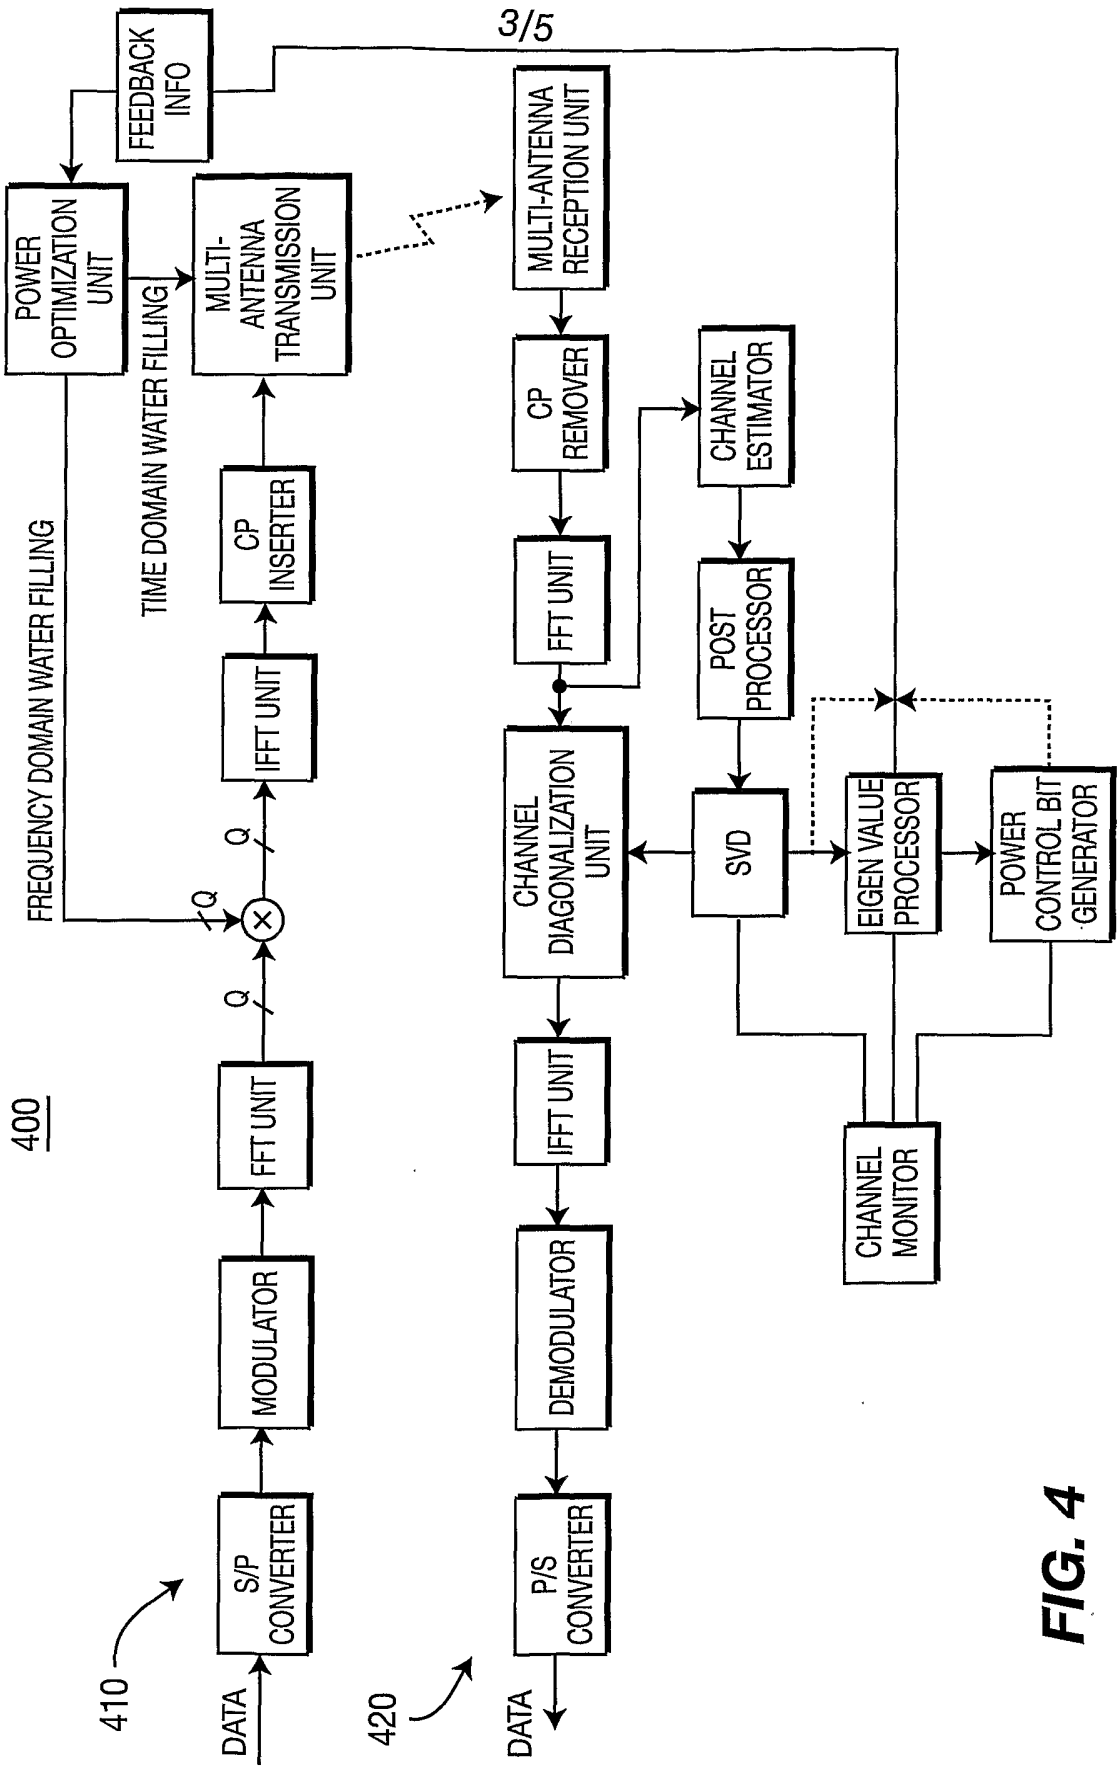 3/5
400
410
DATA
S/P
CONVERTER
MODULATOR
FFT UNIT
Q
Q
Q
IFFT UNIT
CP
INSERTER
MULTI-
ANTENNA
TRANSMISSION
UNIT
FREQUENCY DOMAIN WATER FILLING
TIME DOMAIN WATER FILLING
POWER
OPTIMIZATION
UNIT
FEEDBACK
INFO
420
DATA
P/S
CONVERTER
DEMODULATOR
IFFT UNIT
CHANNEL
DIAGONALIZATION
UNIT
FFT UNIT
CP
REMOVER
MULTI-ANTENNA
RECEPTION UNIT
SVD
POST
PROCESSOR
CHANNEL
ESTIMATOR
CHANNEL
MONITOR
EIGEN VALUE
PROCESSOR
POWER
CONTROL BIT
GENERATOR
FIG. 4